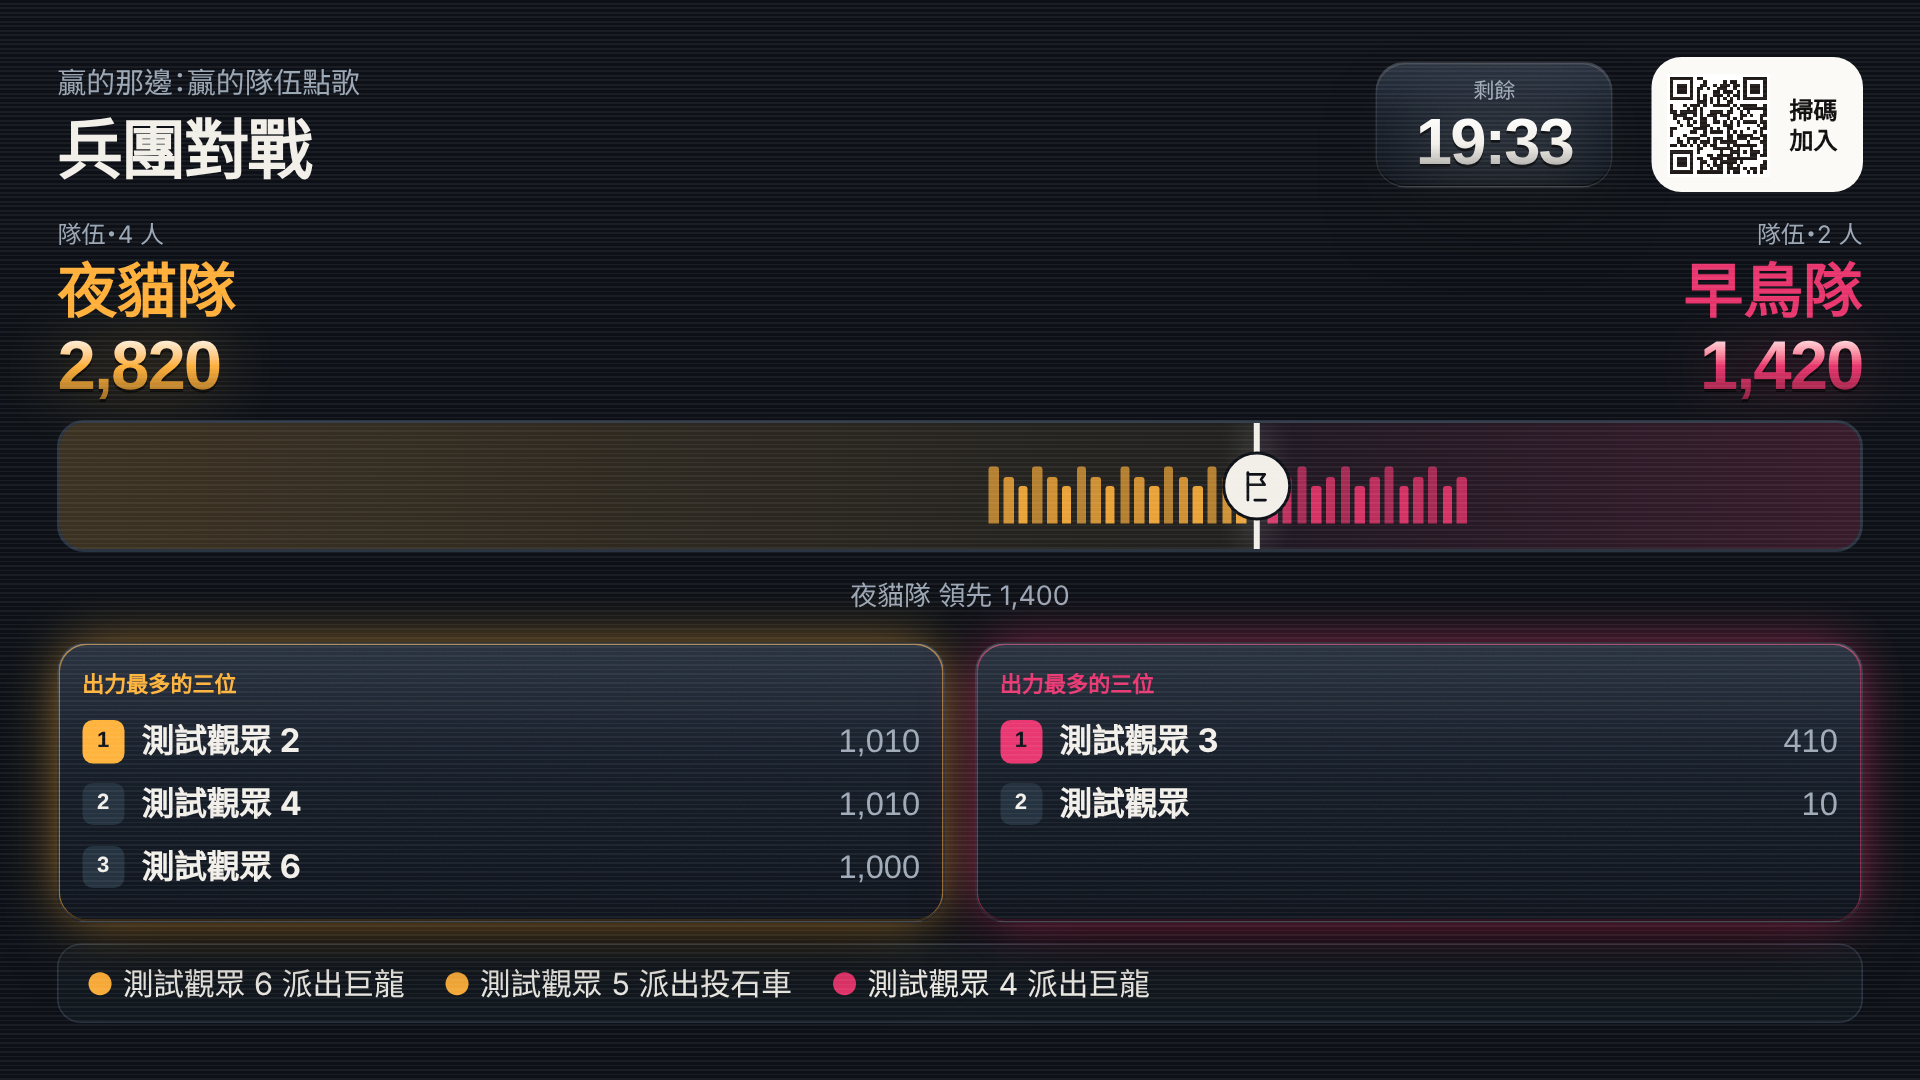 贏的那邊：贏的隊伍點歌
兵團對戰
剩餘
19:33
掃碼
加入
隊伍·4 人
夜貓隊
2,820
隊伍·2 人
早鳥隊
1,420
夜貓隊 領先 1,400
出力最多的三位
1 測試觀眾 2 1,010
2 測試觀眾 4 1,010
3 測試觀眾 6 1,000
出力最多的三位
1 測試觀眾 3 410
2 測試觀眾 10
測試觀眾 6 派出巨龍 測試觀眾 5 派出投石車 測試觀眾 4 派出巨龍